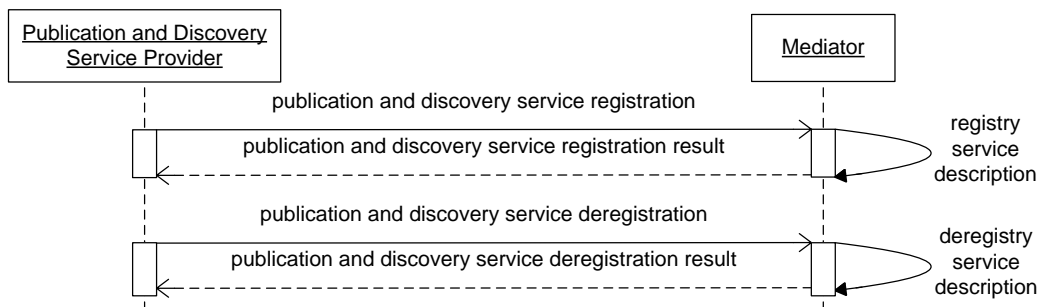 Publication and Discovery
Service Provider
Mediator
publication and discovery service registration
publication and discovery service registration result
registry
service
description
publication and discovery service deregistration
publication and discovery service deregistration result
deregistry
service
description